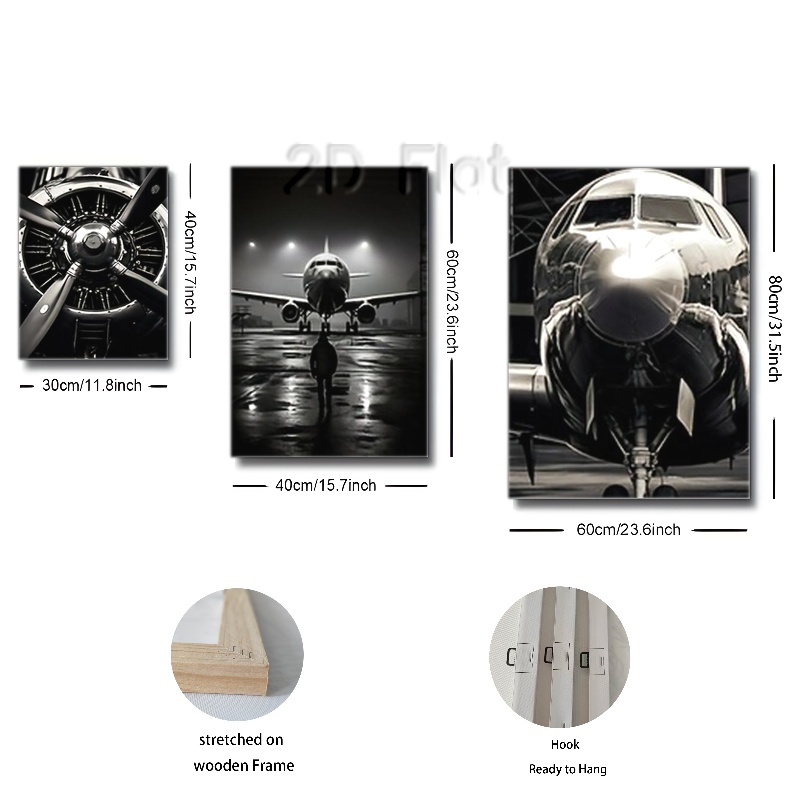 2D Flat
40cm/15.7inch
30cm/11.8inch
60cm/23.6inch
40cm/15.7inch
80cm/31.5inch
60cm/23.6inch
stretched on
wooden Frame
Hook
Ready to Hang